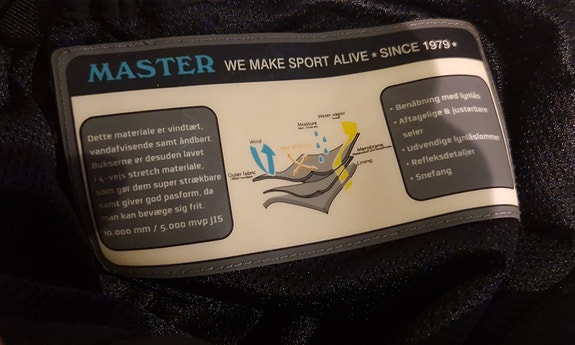 MASTER WE MAKE SPORT ALIVE * SINCE 1979 *
Dette materiale er vindtæt,
vandafvisende samt åndbart.
Bukserne er desuden lavet
i 4-vejs stretch materiale,
som gør dem super strækbare
samt giver god pasform, da
man kan bevæge sig frit.
10.000 mm / 5.000 mvp JIS
Wind
Moisture
Water vapor
Outer fabric
Membrane
Lining
• Benåbning med lynlås
• Aftagelige & justerbare
seler
• Udvendige lynlåslommer
• Refleksdetaljer
• Snefang